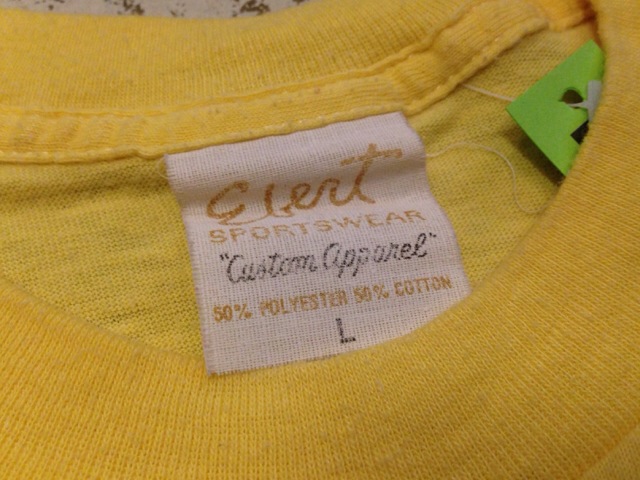 Elert
SPORTSWEAR
"Custom Apparel"
50% POLYESTER 50% COTTON
L